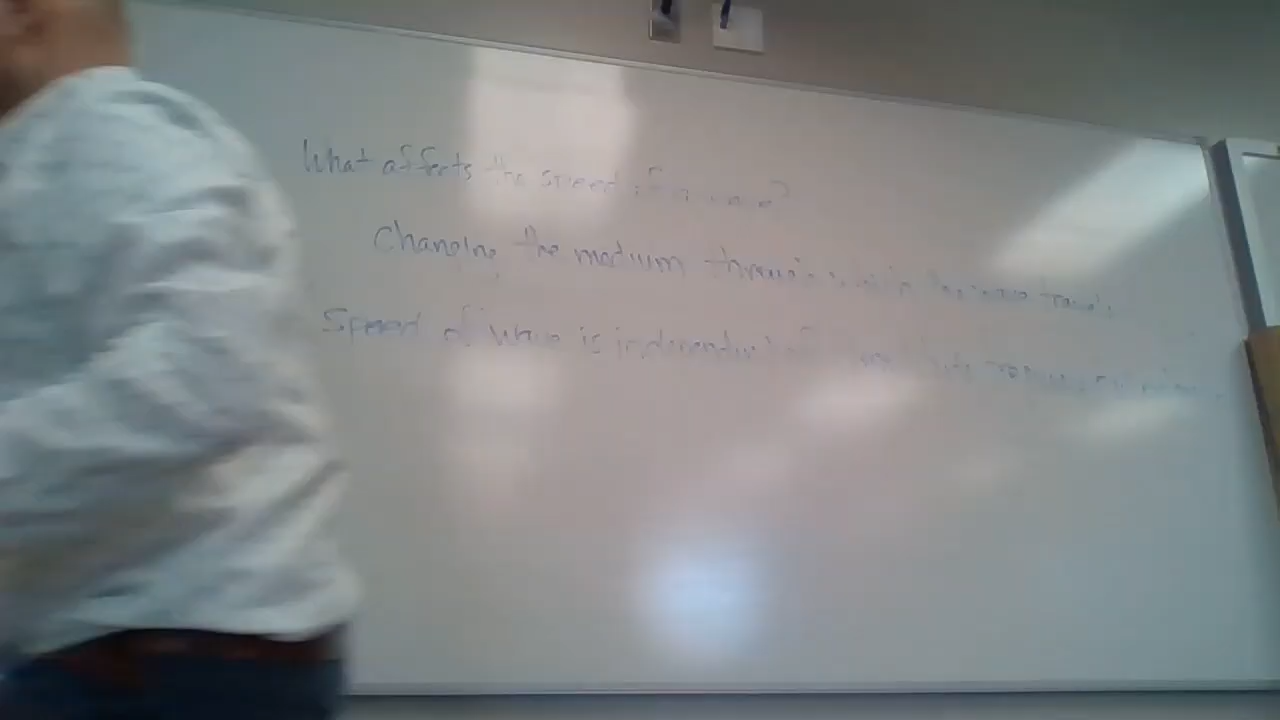 What affects the speed of a wave?
Changing the medium through which the wave travels
Speed of wave is independent of